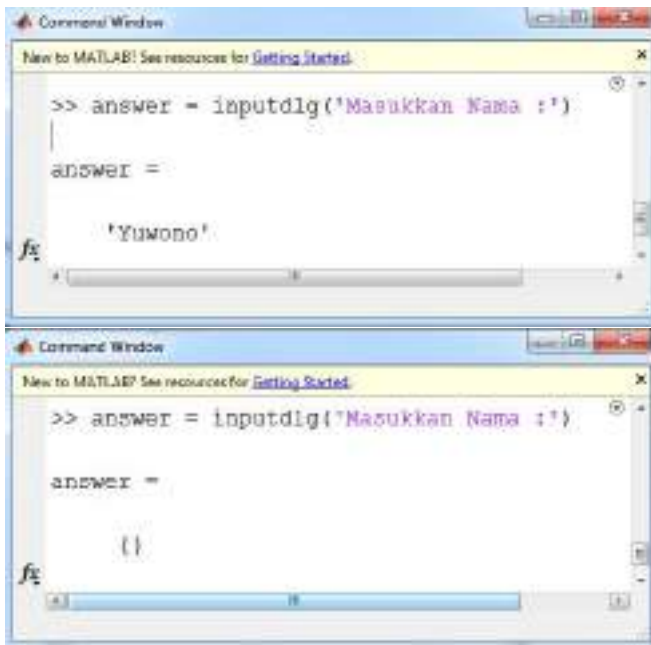 Command Window
New to MATLAB? See resources for Getting Started.
>> answer = inputdlg('Masukkan Nama :')
answer =
'Yuwono'
fx
Command Window
New to MATLAB? See resources for Getting Started.
>> answer = inputdlg('Masukkan Nama :')
answer =
{}
fx